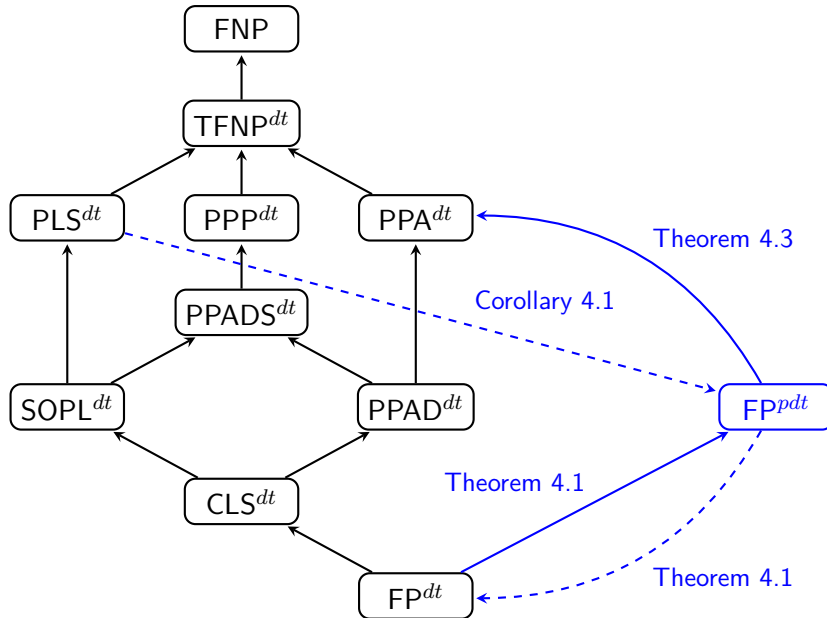 FNP
TFNP^{dt}
PLS^{dt} PPP^{dt} PPA^{dt}
Theorem 4.3
Corollary 4.1
PPADS^{dt}
SOPL^{dt} PPAD^{dt} FP^{pdt}
Theorem 4.1
CLS^{dt}
Theorem 4.1
FP^{dt}